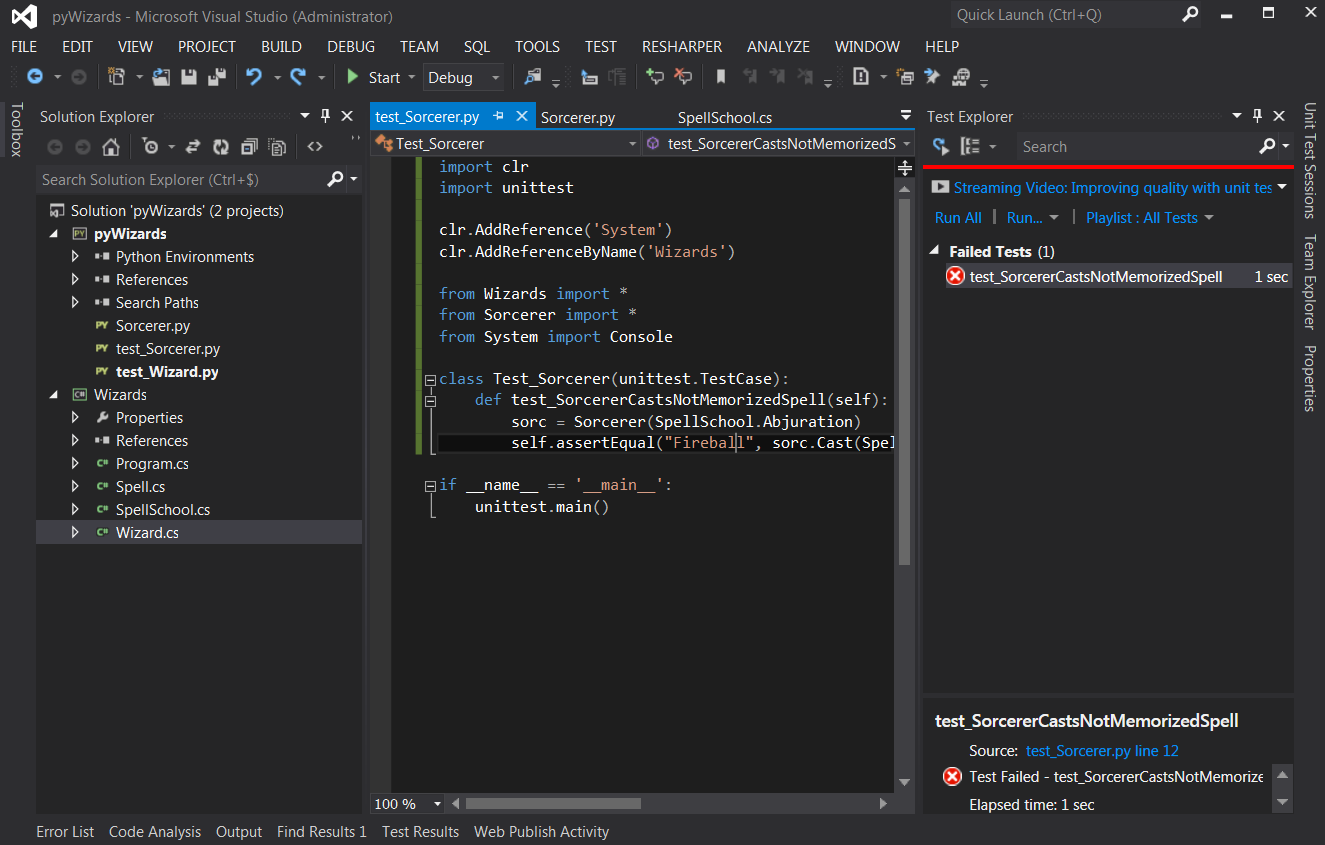 pyWizards - Microsoft Visual Studio (Administrator)
Quick Launch (Ctrl+Q)
FILE EDIT VIEW PROJECT BUILD DEBUG TEAM SQL TOOLS TEST RESHARPER ANALYZE WINDOW HELP
Start Debug
Toolbox
Solution Explorer
Search Solution Explorer (Ctrl+$)
Solution 'pyWizards' (2 projects)
PY pyWizards
Python Environments
References
Search Paths
PY Sorcerer.py
PY test_Sorcerer.py
PY test_Wizard.py
C# Wizards
Properties
References
C# Program.cs
C# Spell.cs
C# SpellSchool.cs
C# Wizard.cs
test_Sorcerer.py Sorcerer.py SpellSchool.cs
Test_Sorcerer test_SorcererCastsNotMemorizedS
import clr
import unittest
clr.AddReference('System')
clr.AddReferenceByName('Wizards')
from Wizards import *
from Sorcerer import *
from System import Console
class Test_Sorcerer(unittest.TestCase):
def test_SorcererCastsNotMemorizedSpell(self):
sorc = Sorcerer(SpellSchool.Abjuration)
self.assertEqual("Fireball", sorc.Cast(Spel
if __name__ == '__main__':
unittest.main()
100 %
Test Explorer
Search
Streaming Video: Improving quality with unit tes
Run All | Run... | Playlist : All Tests
Failed Tests (1)
test_SorcererCastsNotMemorizedSpell 1 sec
test_SorcererCastsNotMemorizedSpell
Source: test_Sorcerer.py line 12
Test Failed - test_SorcererCastsNotMemorize
Elapsed time: 1 sec
Unit Test Sessions
Team Explorer
Properties
Error List Code Analysis Output Find Results 1 Test Results Web Publish Activity